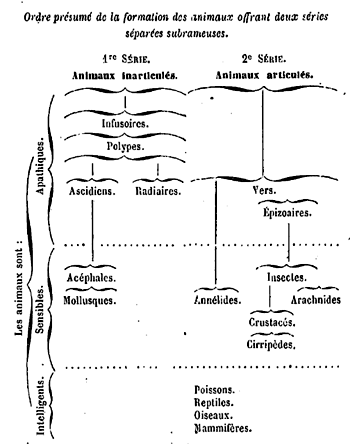 Ordre présumé de la formation des animaux offrant deux séries
séparées subrameuses.
1re SÉRIE.
Animaux inarticulés.
2e SÉRIE.
Animaux articulés.
Les animaux sont :
Apathiques.
Infusoires.
Polypes.
Ascidiens.
Radiaires.
Vers.
Épizoaires.
Sensibles.
Acéphales.
Mollusques.
Annélides.
Insectes.
Arachnides
Crustacés.
Cirripèdes.
Intelligents.
Poissons.
Reptiles.
Oiseaux.
Mammifères.